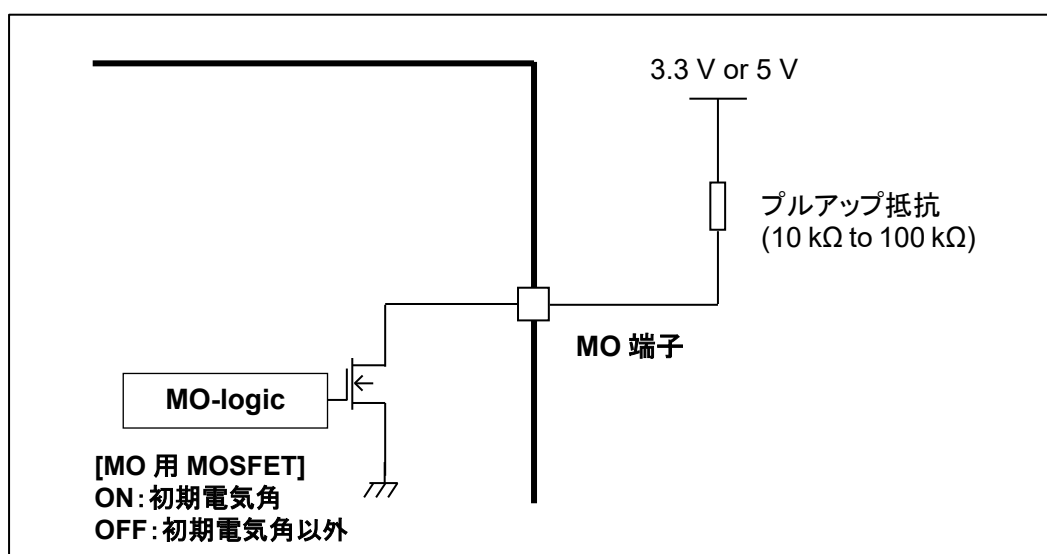 3.3 V or 5 V
プルアップ抵抗
(10 kΩ to 100 kΩ)
MO 端子
MO-logic
[MO 用 MOSFET]
ON：初期電気角
OFF：初期電気角以外